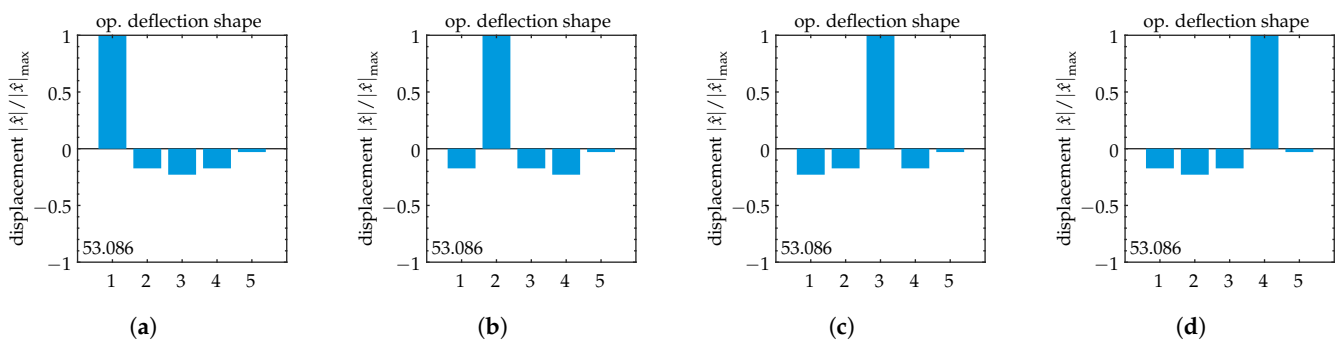 op. deflection shape
displacement |x̂|/|x̂|max
1
0.5
0
−0.5
−1
53.086
1 2 3 4 5
(a)
op. deflection shape
displacement |x̂|/|x̂|max
1
0.5
0
−0.5
−1
53.086
1 2 3 4 5
(b)
op. deflection shape
displacement |x̂|/|x̂|max
1
0.5
0
−0.5
−1
53.086
1 2 3 4 5
(c)
op. deflection shape
displacement |x̂|/|x̂|max
1
0.5
0
−0.5
−1
53.086
1 2 3 4 5
(d)